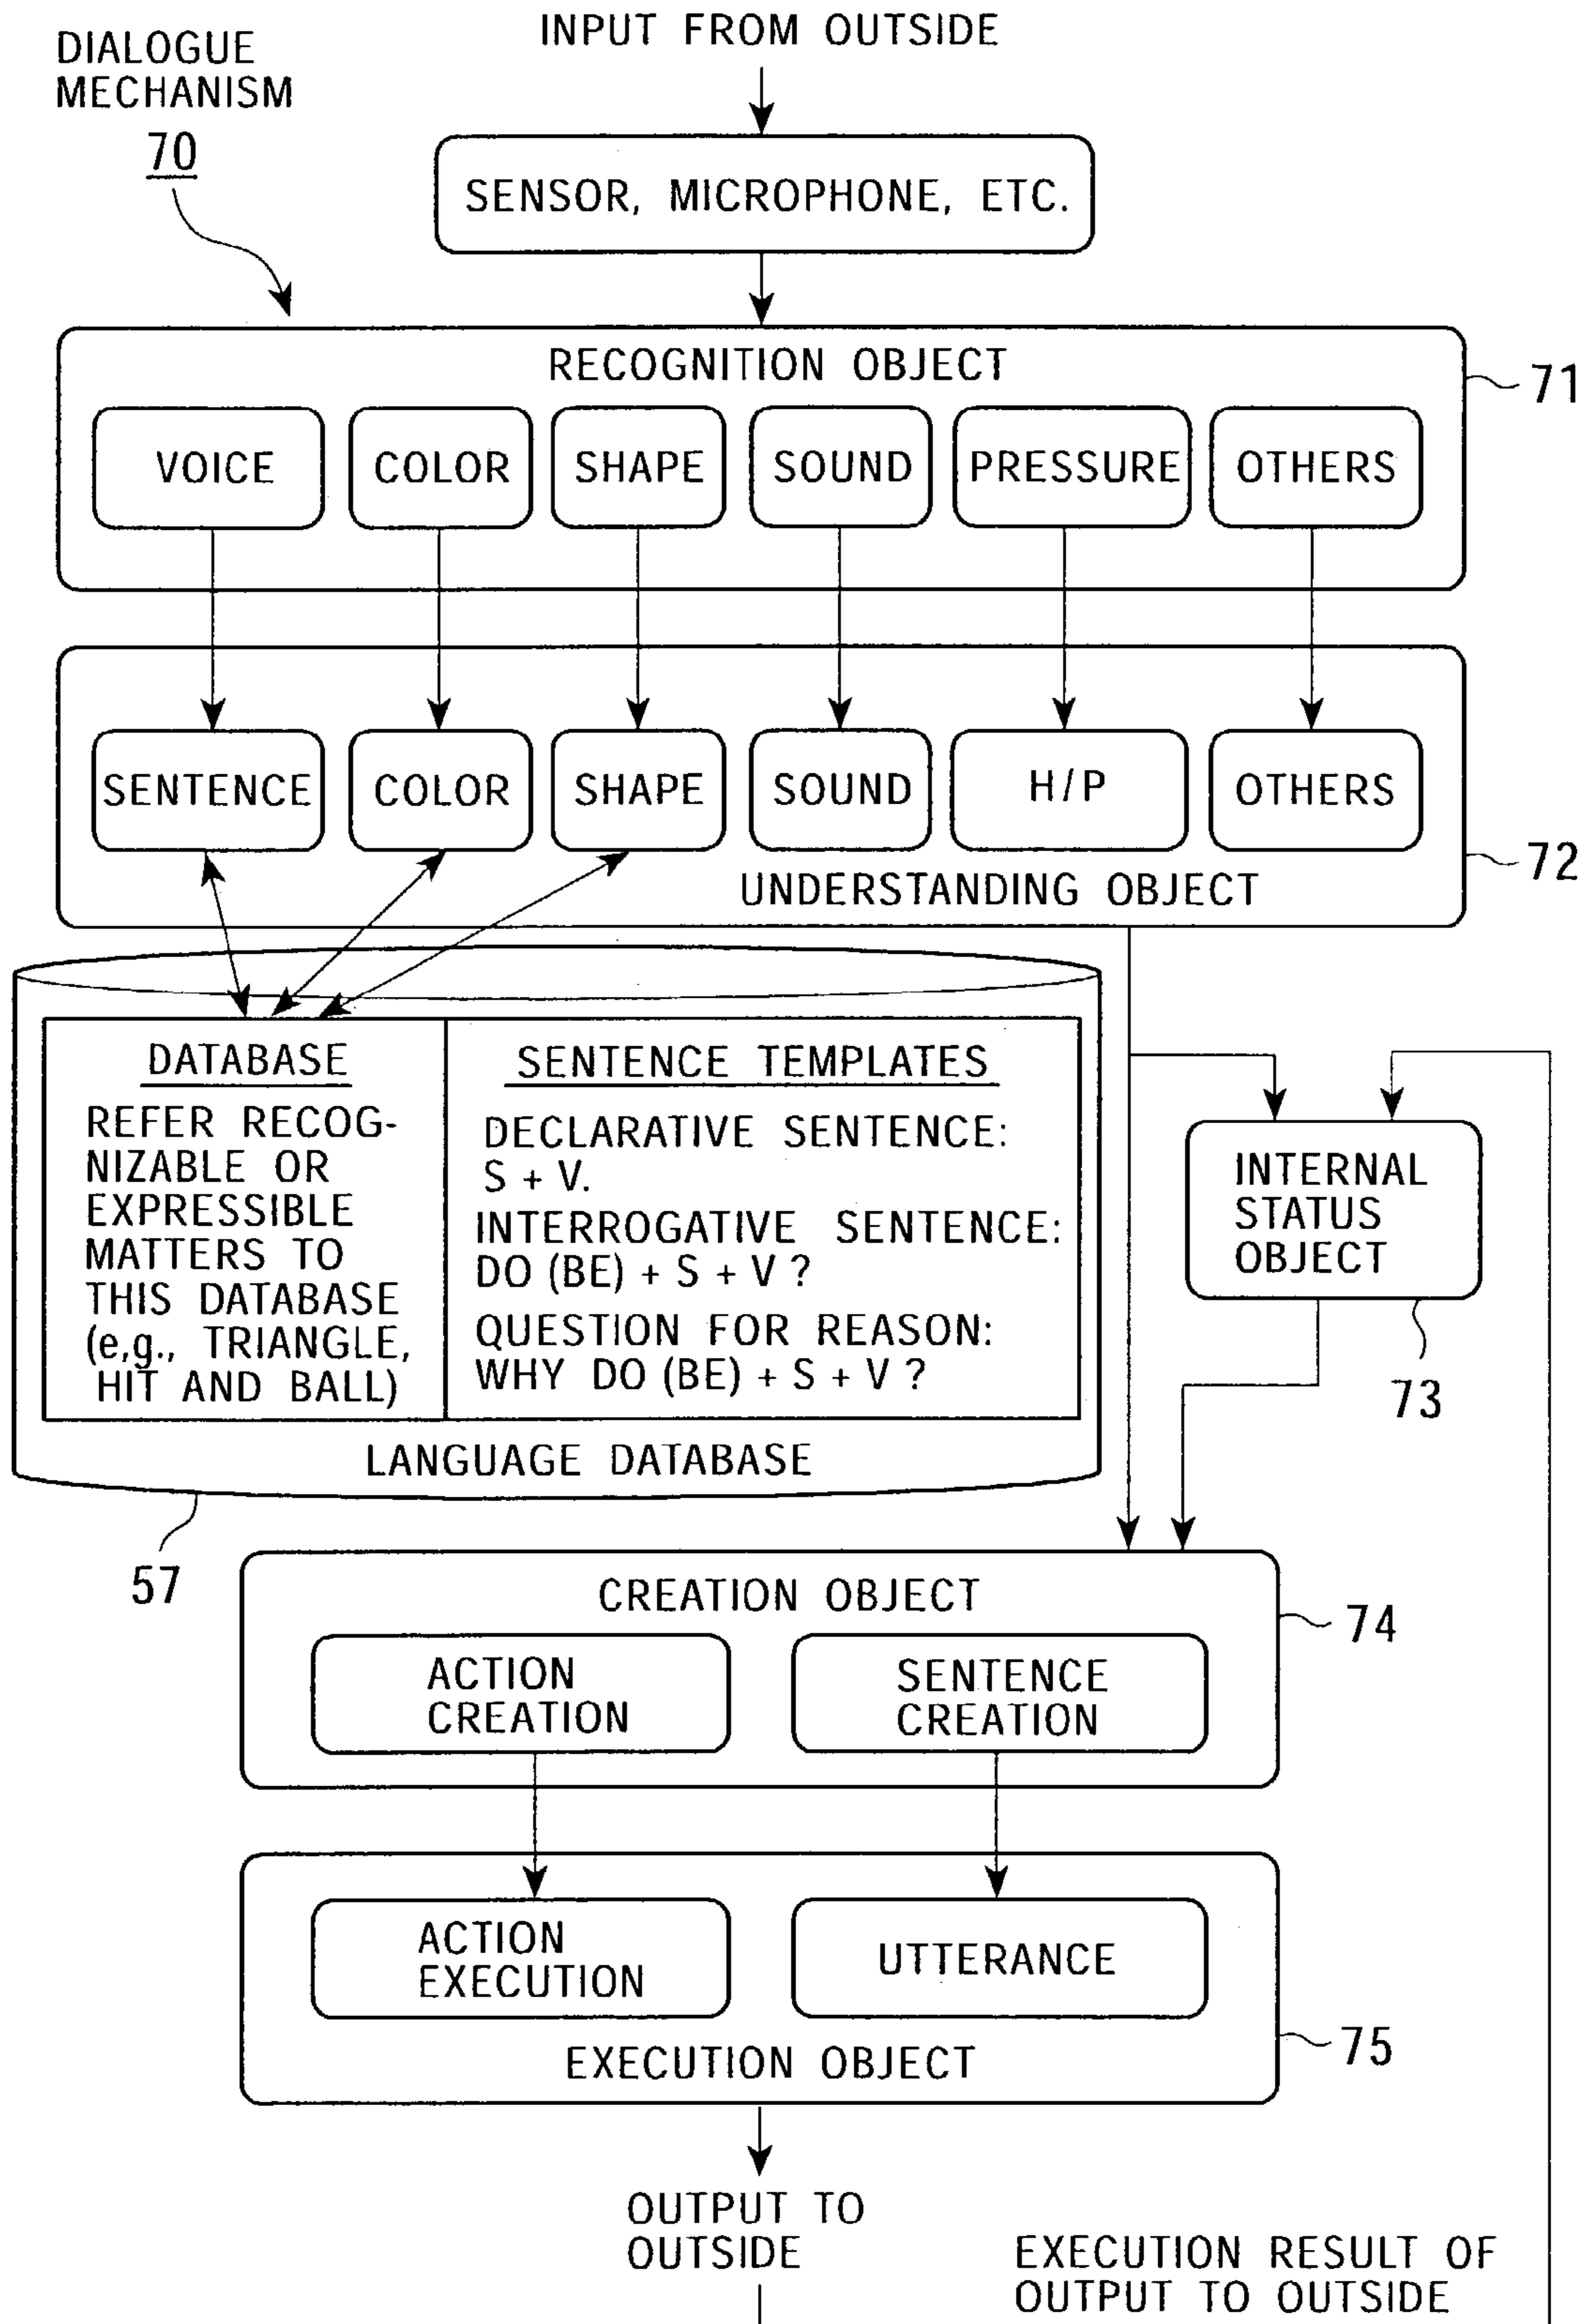 DIALOGUE
MECHANISM
70
INPUT FROM OUTSIDE
SENSOR, MICROPHONE, ETC.
RECOGNITION OBJECT
71
VOICE
COLOR
SHAPE
SOUND
PRESSURE
OTHERS
SENTENCE
COLOR
SHAPE
SOUND
H/P
OTHERS
UNDERSTANDING OBJECT
72
DATABASE
REFER RECOG-
NIZABLE OR
EXPRESSIBLE
MATTERS TO
THIS DATABASE
(e,g., TRIANGLE,
HIT AND BALL)
SENTENCE TEMPLATES
DECLARATIVE SENTENCE:
S + V.
INTERROGATIVE SENTENCE:
DO (BE) + S + V ?
QUESTION FOR REASON:
WHY DO (BE) + S + V ?
LANGUAGE DATABASE
57
INTERNAL
STATUS
OBJECT
73
CREATION OBJECT
74
ACTION
CREATION
SENTENCE
CREATION
ACTION
EXECUTION
UTTERANCE
EXECUTION OBJECT
75
OUTPUT TO
OUTSIDE
EXECUTION RESULT OF
OUTPUT TO OUTSIDE